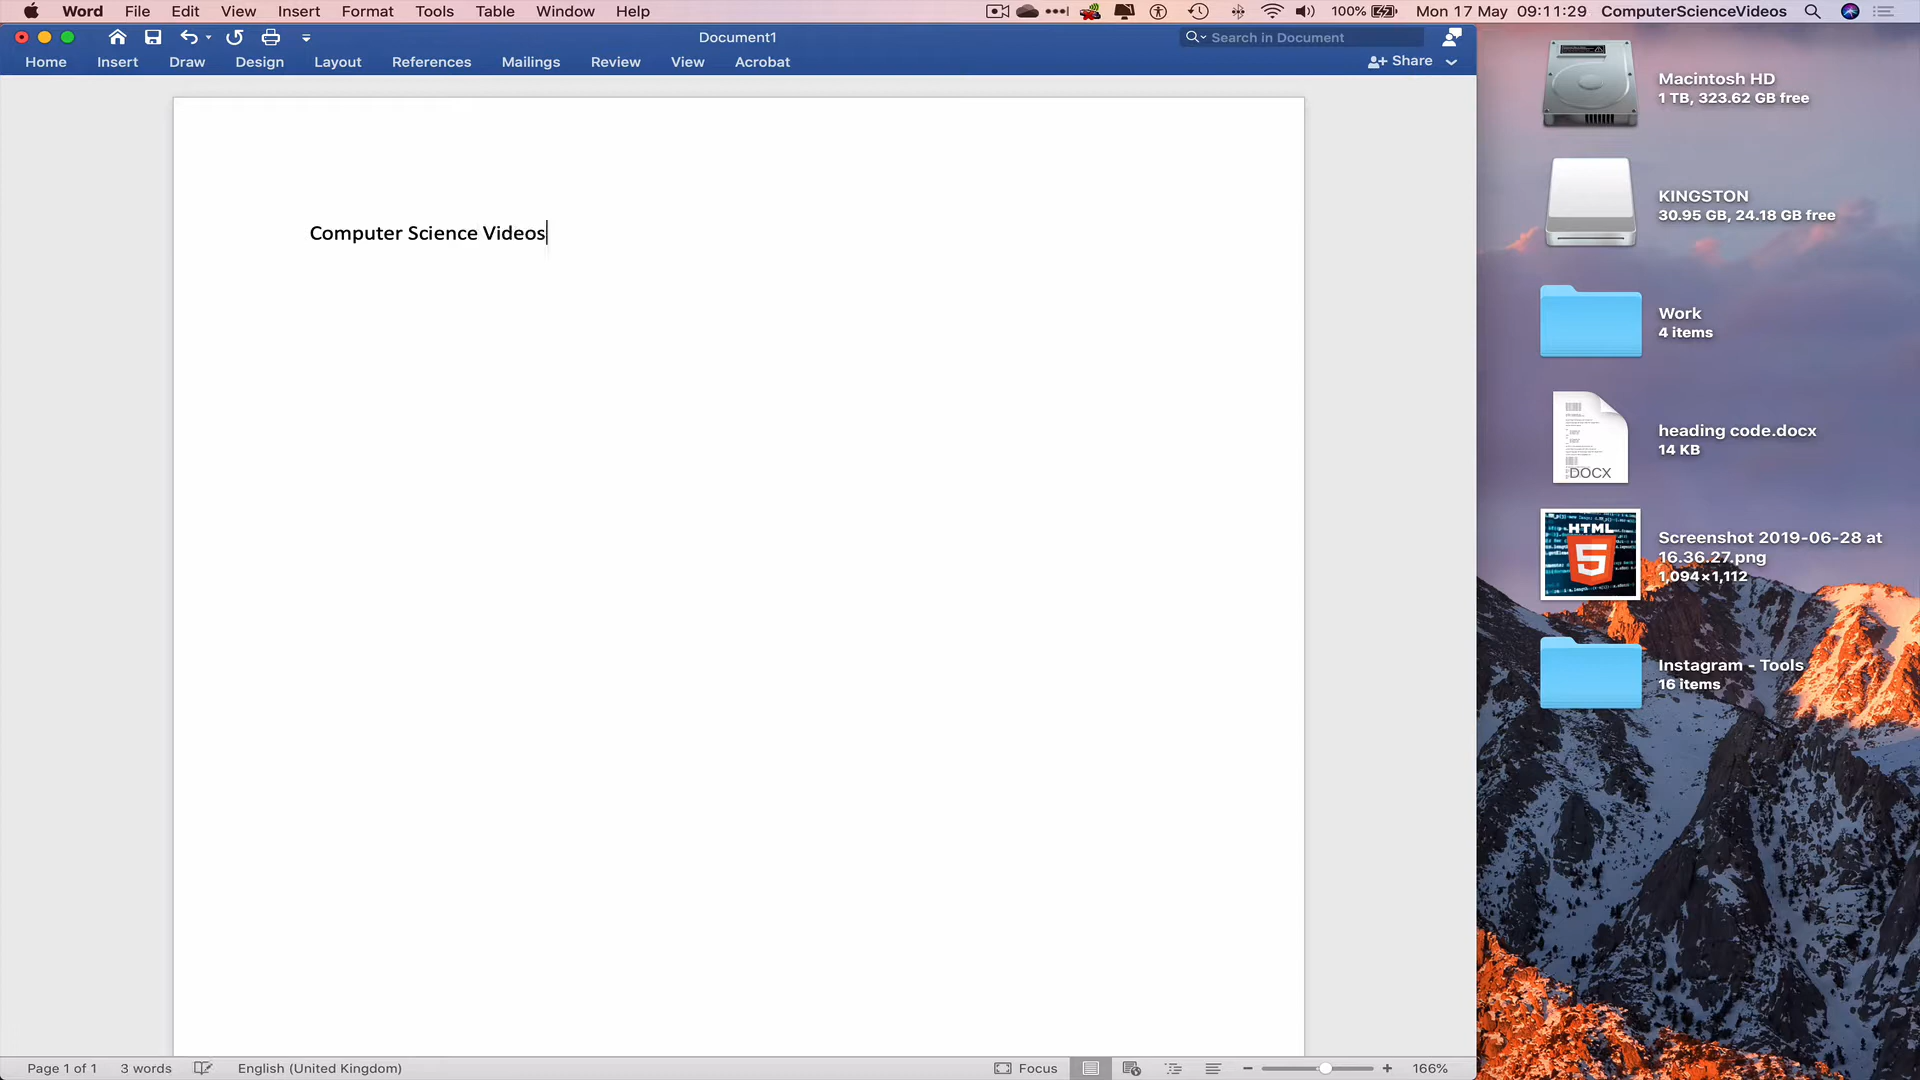 Word File Edit View Insert Format Tools Table Window Help 100% Mon 17 May 09:11:29 ComputerScienceVideos
Document1
Search in Document
Home Insert Draw Design Layout References Mailings Review View Acrobat
Share
Computer Science Videos
Macintosh HD
1 TB, 323.62 GB free
KINGSTON
30.95 GB, 24.18 GB free
Work
4 items
heading code.docx
14 KB
DOCX
HTML
5
Screenshot 2019-06-28 at
16.36.27.png
1,094×1,112
Instagram - Tools
16 items
Page 1 of 1 3 words English (United Kingdom) Focus 166%